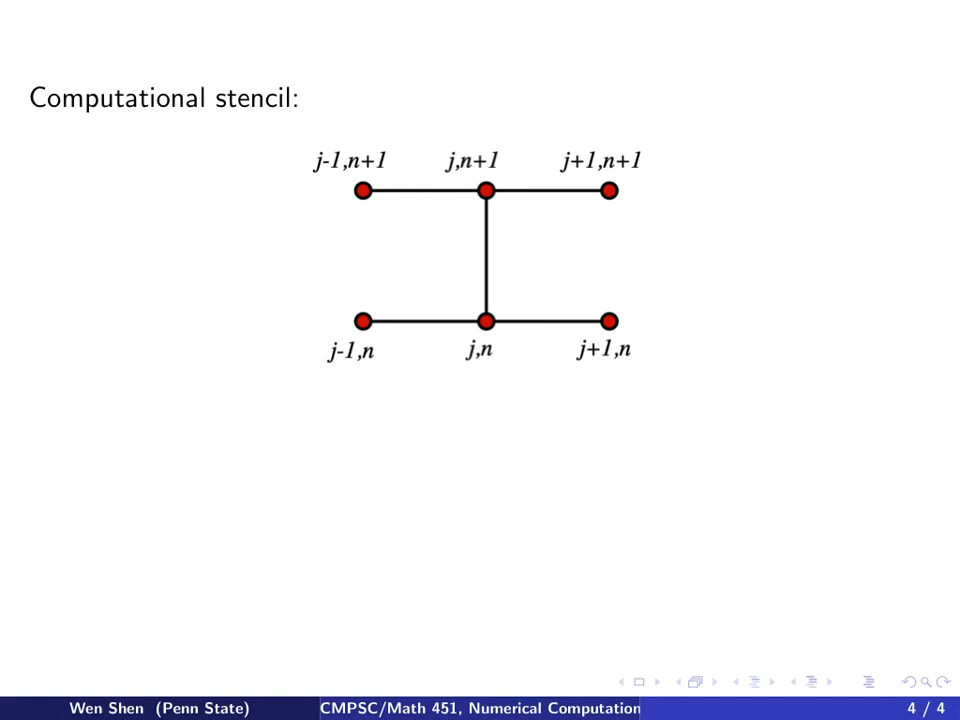 Computational stencil:
j-1,n+1 j,n+1 j+1,n+1
j-1,n j,n j+1,n
Wen Shen (Penn State) CMPSC/Math 451, Numerical Computation 4 / 4